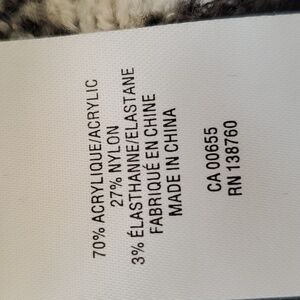 70% ACRYLIQUE/ACRYLIC
27% NYLON
3% ÉLASTHANNE/ELASTANE
FABRIQUÉ EN CHINE
MADE IN CHINA
CA 00655
RN 138760